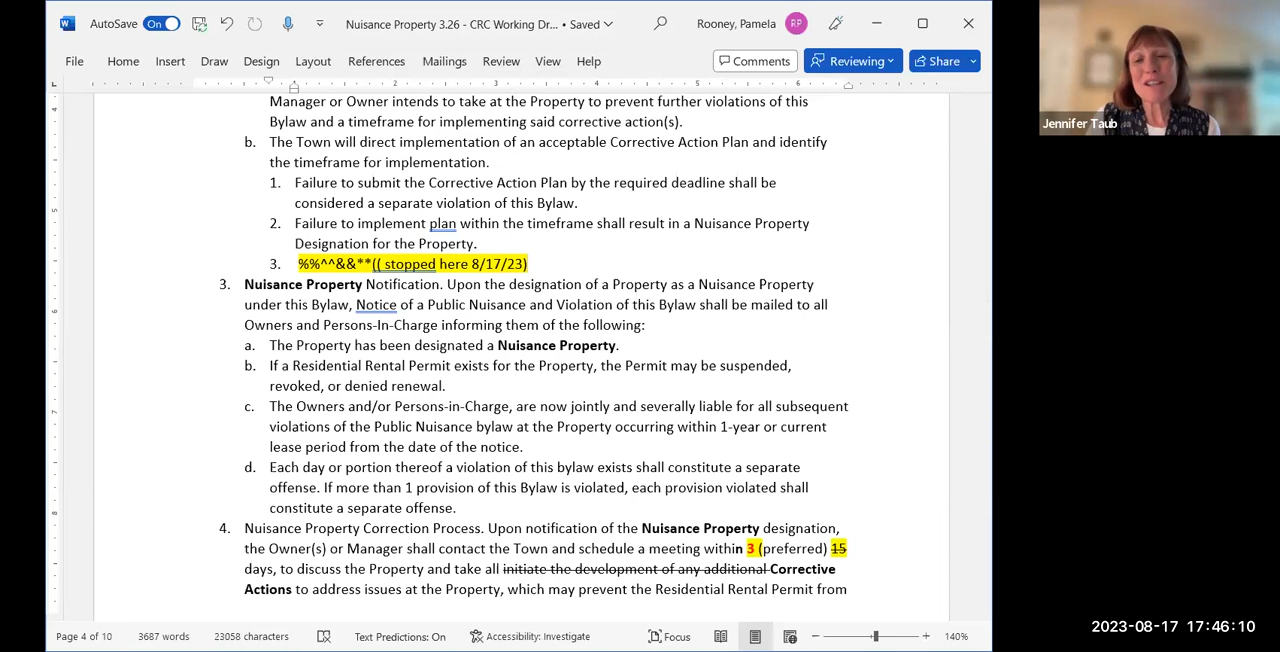 AutoSave On Nuisance Property 3.26 - CRC Working Dr... • Saved Rooney, Pamela RP
File Home Insert Draw Design Layout References Mailings Review View Help Comments Reviewing Share
2 3 4 5 6
Manager or Owner intends to take at the Property to prevent further violations of this
Bylaw and a timeframe for implementing said corrective action(s).
b. The Town will direct implementation of an acceptable Corrective Action Plan and identify
the timeframe for implementation.
1. Failure to submit the Corrective Action Plan by the required deadline shall be
considered a separate violation of this Bylaw.
2. Failure to implement plan within the timeframe shall result in a Nuisance Property
Designation for the Property.
3. %%^^&&**(( stopped here 8/17/23)
3. Nuisance Property Notification. Upon the designation of a Property as a Nuisance Property
under this Bylaw, Notice of a Public Nuisance and Violation of this Bylaw shall be mailed to all
Owners and Persons-In-Charge informing them of the following:
a. The Property has been designated a Nuisance Property.
b. If a Residential Rental Permit exists for the Property, the Permit may be suspended,
revoked, or denied renewal.
c. The Owners and/or Persons-in-Charge, are now jointly and severally liable for all subsequent
violations of the Public Nuisance bylaw at the Property occurring within 1-year or current
lease period from the date of the notice.
d. Each day or portion thereof a violation of this bylaw exists shall constitute a separate
offense. If more than 1 provision of this Bylaw is violated, each provision violated shall
constitute a separate offense.
4. Nuisance Property Correction Process. Upon notification of the Nuisance Property designation,
the Owner(s) or Manager shall contact the Town and schedule a meeting within 3 (preferred) 15
days, to discuss the Property and take all initiate the development of any additional Corrective
Actions to address issues at the Property, which may prevent the Residential Rental Permit from
Page 4 of 10 3687 words 23058 characters Text Predictions: On Accessibility: Investigate Focus 140%
Jennifer Taub
2023-08-17 17:46:10